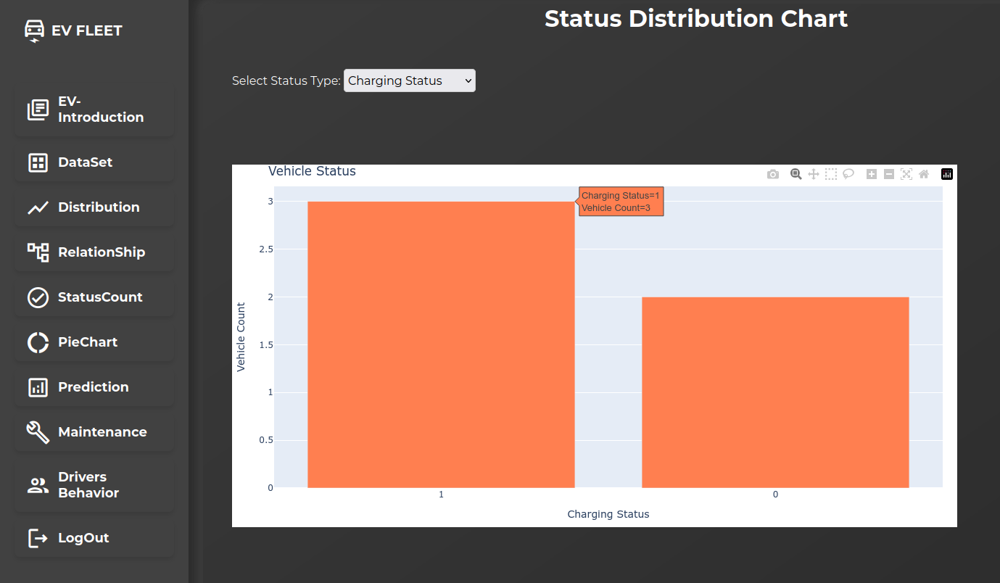 EV FLEET
EV-
Introduction
DataSet
Distribution
RelationShip
StatusCount
PieChart
Prediction
Maintenance
Drivers
Behavior
LogOut
Status Distribution Chart
Select Status Type: Charging Status
Vehicle Status
Charging Status=1
Vehicle Count=3
3
2.5
2
1.5
1
0.5
0
Vehicle Count
1 0
Charging Status